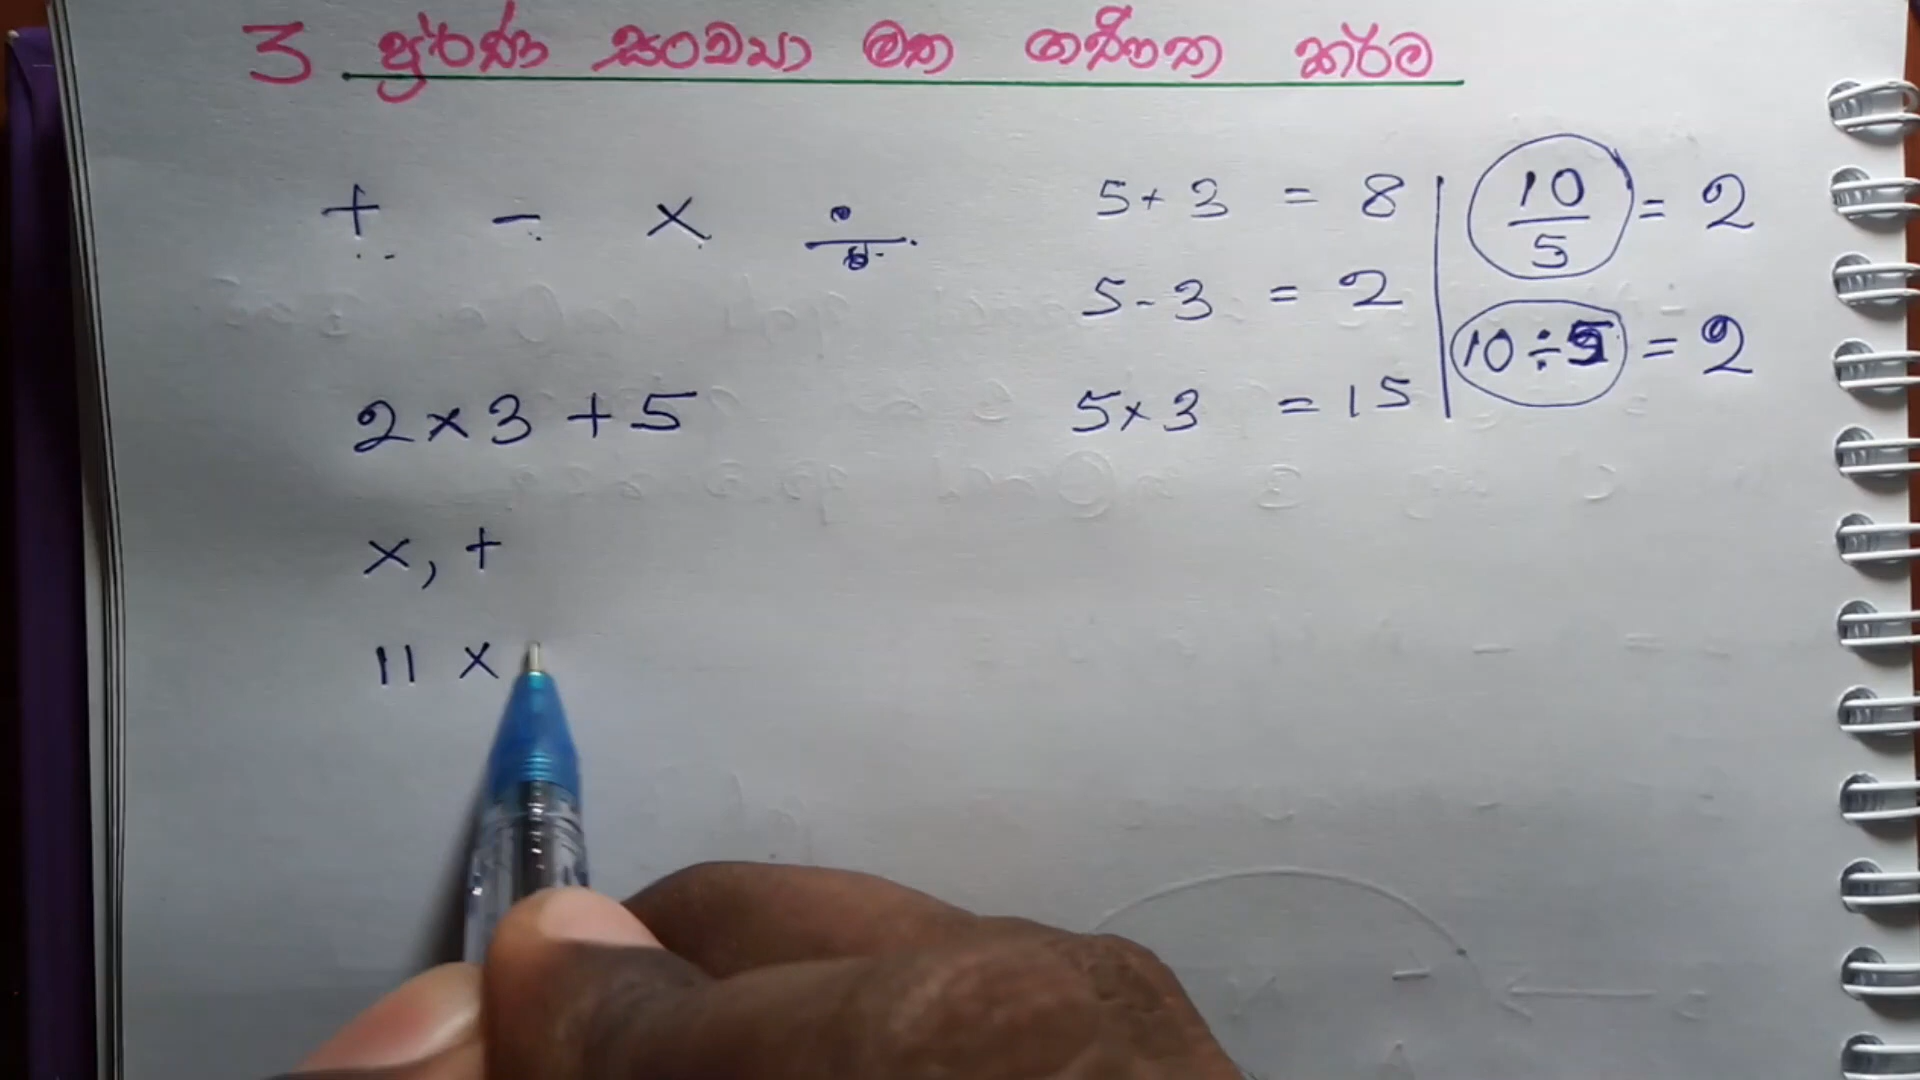 3 පූර්ණ සංඛ්‍යා මත ගණිත කර්ම
+ - × ÷
5 + 3 = 8
5 - 3 = 2
5 × 3 = 15
10/5 = 2
10 ÷ 5 = 2
2 × 3 + 5
×, +
11 ×